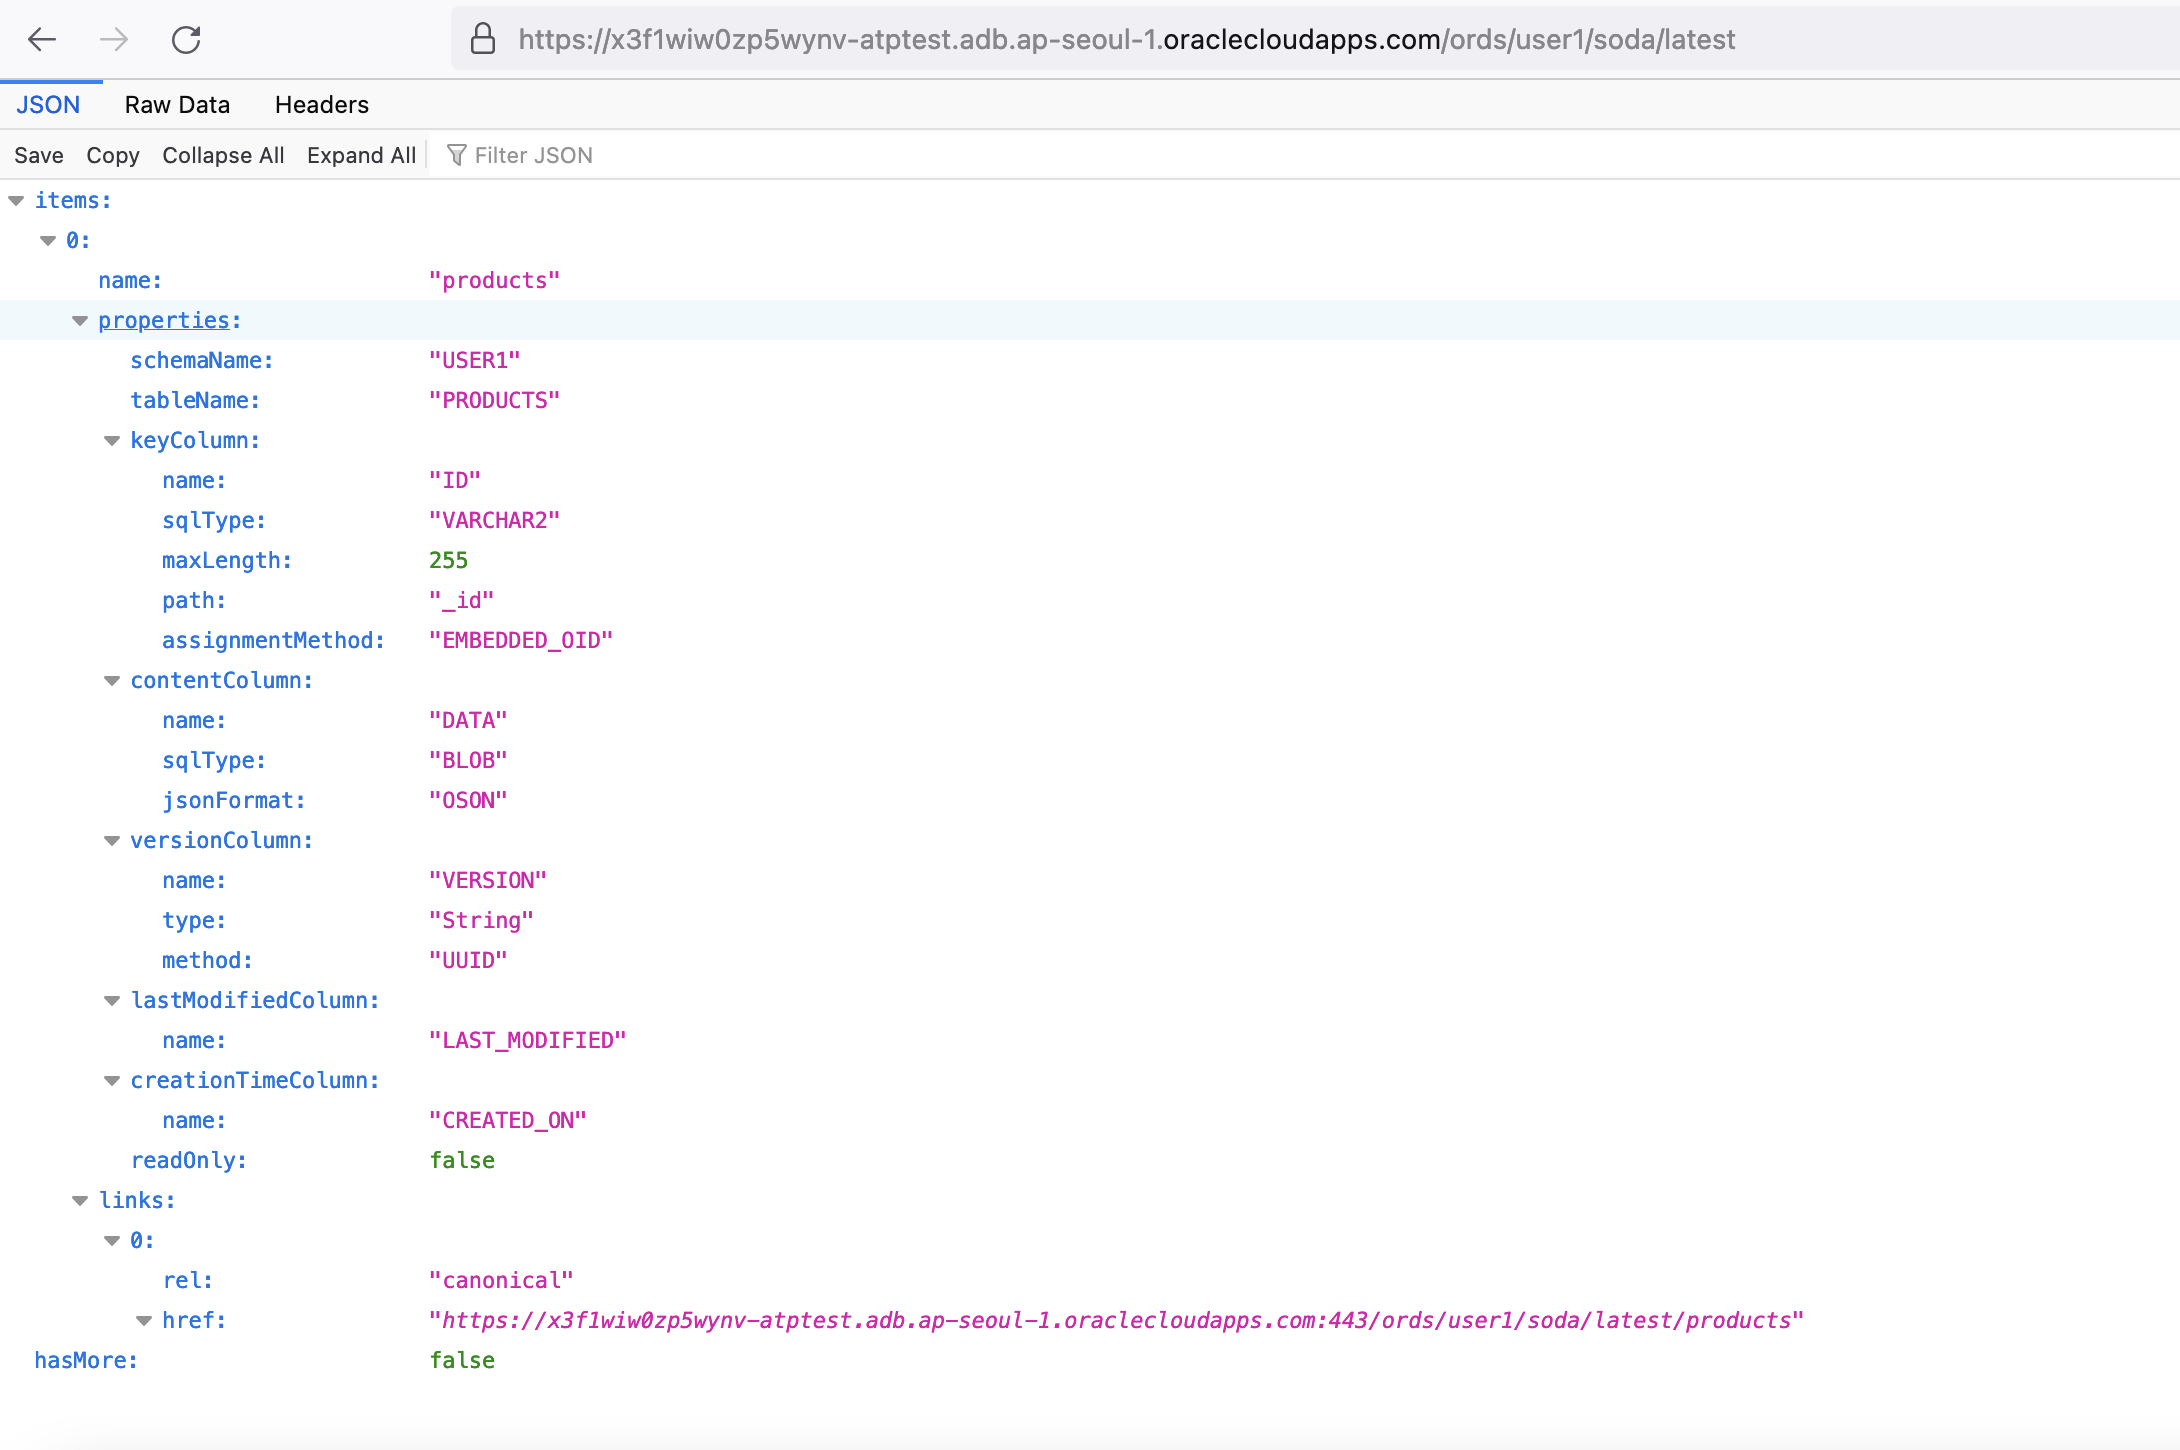 https://x3f1wiw0zp5wynv-atptest.adb.ap-seoul-1.oraclecloudapps.com/ords/user1/soda/latest
JSON Raw Data Headers
Save Copy Collapse All Expand All Filter JSON
items:
0:
name: "products"
properties:
schemaName: "USER1"
tableName: "PRODUCTS"
keyColumn:
name: "ID"
sqlType: "VARCHAR2"
maxLength: 255
path: "_id"
assignmentMethod: "EMBEDDED_OID"
contentColumn:
name: "DATA"
sqlType: "BLOB"
jsonFormat: "OSON"
versionColumn:
name: "VERSION"
type: "String"
method: "UUID"
lastModifiedColumn:
name: "LAST_MODIFIED"
creationTimeColumn:
name: "CREATED_ON"
readOnly: false
links:
0:
rel: "canonical"
href: "https://x3f1wiw0zp5wynv-atptest.adb.ap-seoul-1.oraclecloudapps.com:443/ords/user1/soda/latest/products"
hasMore: false